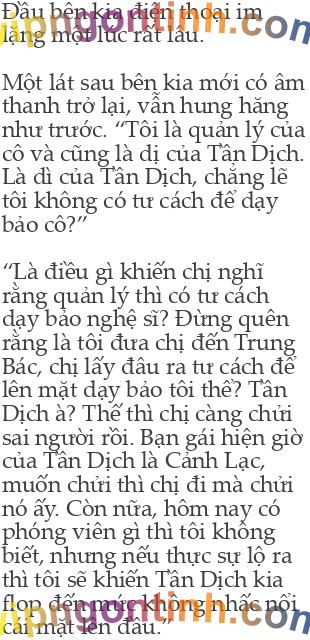 Đầu bên kia điện thoại im
lặng một lúc rất lâu.
vipngontinh.com
Một lát sau bên kia mới có âm
thanh trở lại, vẫn hung hăng
như trước. “Tôi là quản lý của
cô và cũng là dị của Tần Dịch.
Là dì của Tần Dịch, chẳng lẽ
tôi không có tư cách để dạy
bảo cô?”
“Là điều gì khiến chị nghĩ
rằng quản lý thì có tư cách
dạy bảo nghệ sĩ? Đừng quên
rằng là tôi đưa chị đến Trung
Bác, chị lấy đâu ra tư cách để
lên mặt dạy bảo tôi thể? Tần
Dịch à? Thế thì chị càng chửi
sai người rồi. Bạn gái hiện giờ
của Tần Dịch là Cảnh Lạc,
muốn chửi thì chị đi mà chửi
nó ấy. Còn nữa, hôm nay có
phóng viên gì thì tôi không
biết, nhưng nếu thực sự lộ ra
thì tôi sẽ khiến Tần Dịch kia
flop đến mức không nhấc nổi
cái mặt lên đâu.”
vipngontinh.com